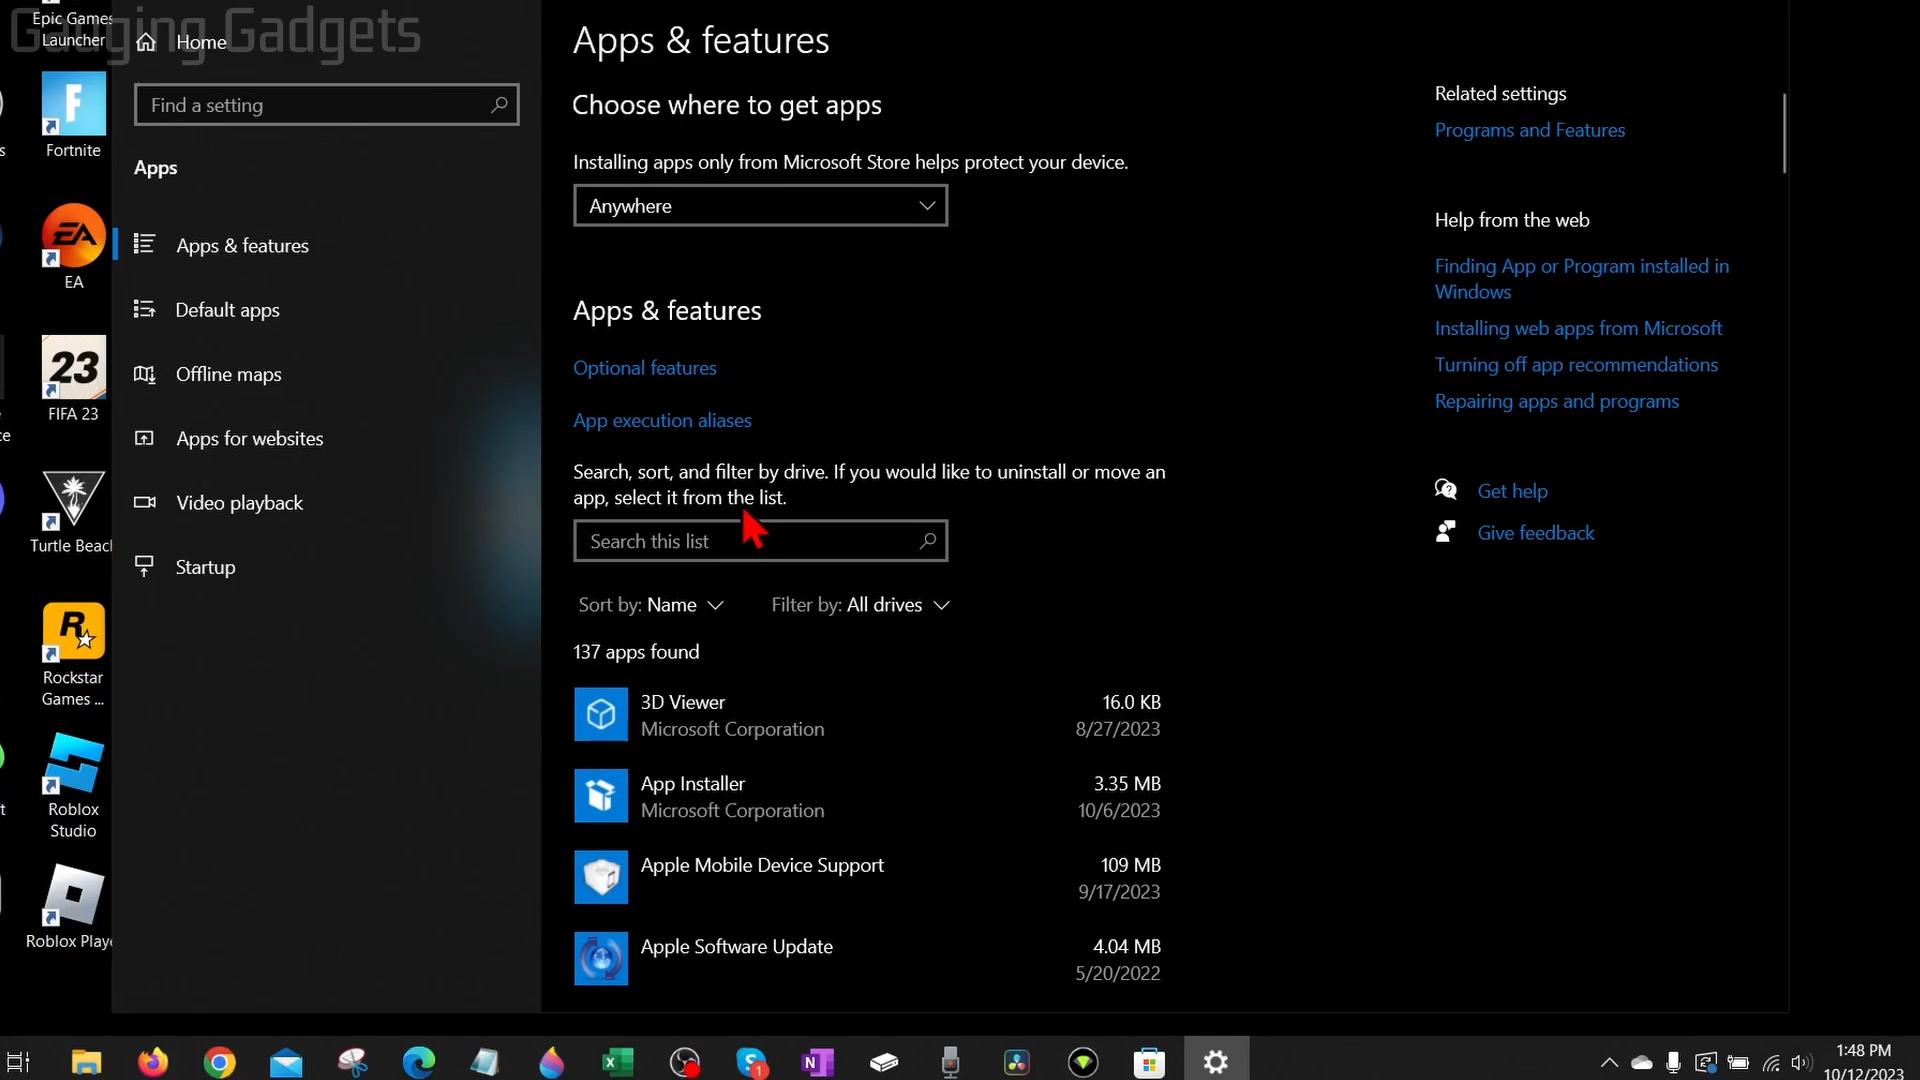 Gadging Gadgets
Epic Games
Launcher
Fortnite
EA
EA
23
FIFA 23
Turtle Beach
R
Rockstar
Games ...
Roblox
Studio
Roblox Playe
Home
Find a setting
Apps
Apps & features
Default apps
Offline maps
Apps for websites
Video playback
Startup
Apps & features
Choose where to get apps
Installing apps only from Microsoft Store helps protect your device.
Anywhere
Apps & features
Optional features
App execution aliases
Search, sort, and filter by drive. If you would like to uninstall or move an
app, select it from the list.
Search this list
Sort by: Name
Filter by: All drives
137 apps found
3D Viewer
16.0 KB
Microsoft Corporation
8/27/2023
App Installer
3.35 MB
Microsoft Corporation
10/6/2023
Apple Mobile Device Support
109 MB
9/17/2023
Apple Software Update
4.04 MB
5/20/2022
Related settings
Programs and Features
Help from the web
Finding App or Program installed in
Windows
Installing web apps from Microsoft
Turning off app recommendations
Repairing apps and programs
Get help
Give feedback
1
1:48 PM
10/12/2023